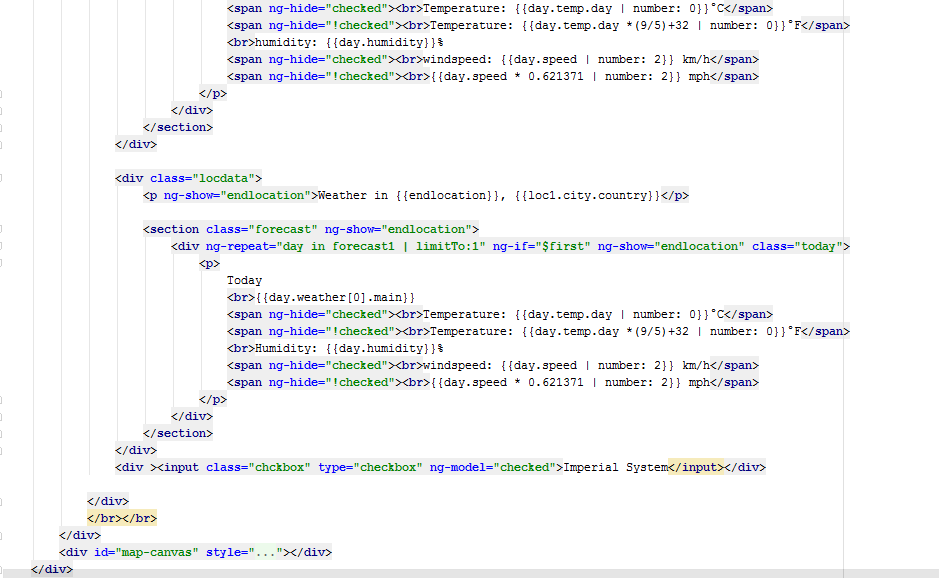 <span ng-hide="checked"><br>Temperature: {{day.temp.day | number: 0}}°C</span>
<span ng-hide="!checked"><br>Temperature: {{day.temp.day *(9/5)+32 | number: 0}}°F</span>
<br>humidity: {{day.humidity}}%
<span ng-hide="checked"><br>windspeed: {{day.speed | number: 2}} km/h</span>
<span ng-hide="!checked"><br>{{day.speed * 0.621371 | number: 2}} mph</span>
</p>
</div>
</section>
</div>
<div class="locdata">
<p ng-show="endlocation">Weather in {{endlocation}}, {{loc1.city.country}}</p>
<section class="forecast" ng-show="endlocation">
<div ng-repeat="day in forecast1 | limitTo:1" ng-if="$first" ng-show="endlocation" class="today">
<p>
Today
<br>{{day.weather[0].main}}
<span ng-hide="checked"><br>Temperature: {{day.temp.day | number: 0}}°C</span>
<span ng-hide="!checked"><br>Temperature: {{day.temp.day *(9/5)+32 | number: 0}}°F</span>
<br>Humidity: {{day.humidity}}%
<span ng-hide="checked"><br>windspeed: {{day.speed | number: 2}} km/h</span>
<span ng-hide="!checked"><br>{{day.speed * 0.621371 | number: 2}} mph</span>
</p>
</div>
</section>
</div>
<div ><input class="chckbox" type="checkbox" ng-model="checked">Imperial System</input></div>
</div>
</br></br>
</div>
<div id="map-canvas" style="..."></div>
</div>